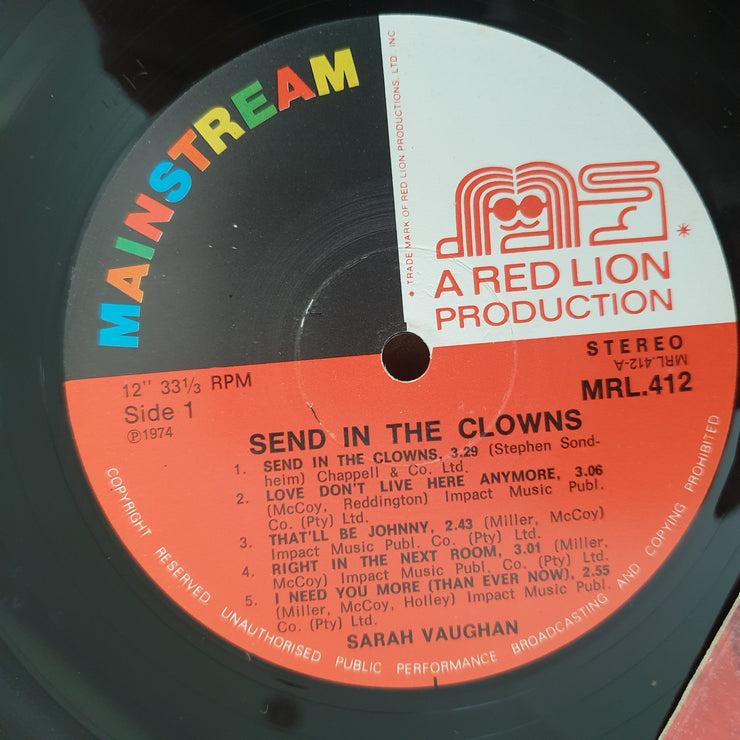 MAINSTREAM
• TRADE MARK OF RED LION PRODUCTIONS. LTD. INC
A RED LION
PRODUCTION
12" 33⅓ RPM
Side 1
Ⓟ1974
STEREO
MRL.412-A
MRL.412
SEND IN THE CLOWNS
1. SEND IN THE CLOWNS, 3.29 (Stephen Sond-
heim) Chappell & Co. Ltd.
2. LOVE DON'T LIVE HERE ANYMORE, 3.06
(McCoy, Reddington) Impact Music Publ.
Co. (Pty) Ltd.
3. THAT'LL BE JOHNNY, 2.43 (Miller, McCoy)
Impact Music Publ. Co. (Pty) Ltd.
4. RIGHT IN THE NEXT ROOM, 3.01 (Miller,
McCoy) Impact Music Publ. Co. (Pty) Ltd.
5. I NEED YOU MORE (THAN EVER NOW), 2.55
(Miller, McCoy, Holley) Impact Music Publ.
Co. (Pty) Ltd.
SARAH VAUGHAN
COPYRIGHT RESERVED UNAUTHORISED PUBLIC PERFORMANCE BROADCASTING AND COPYING PROHIBITED